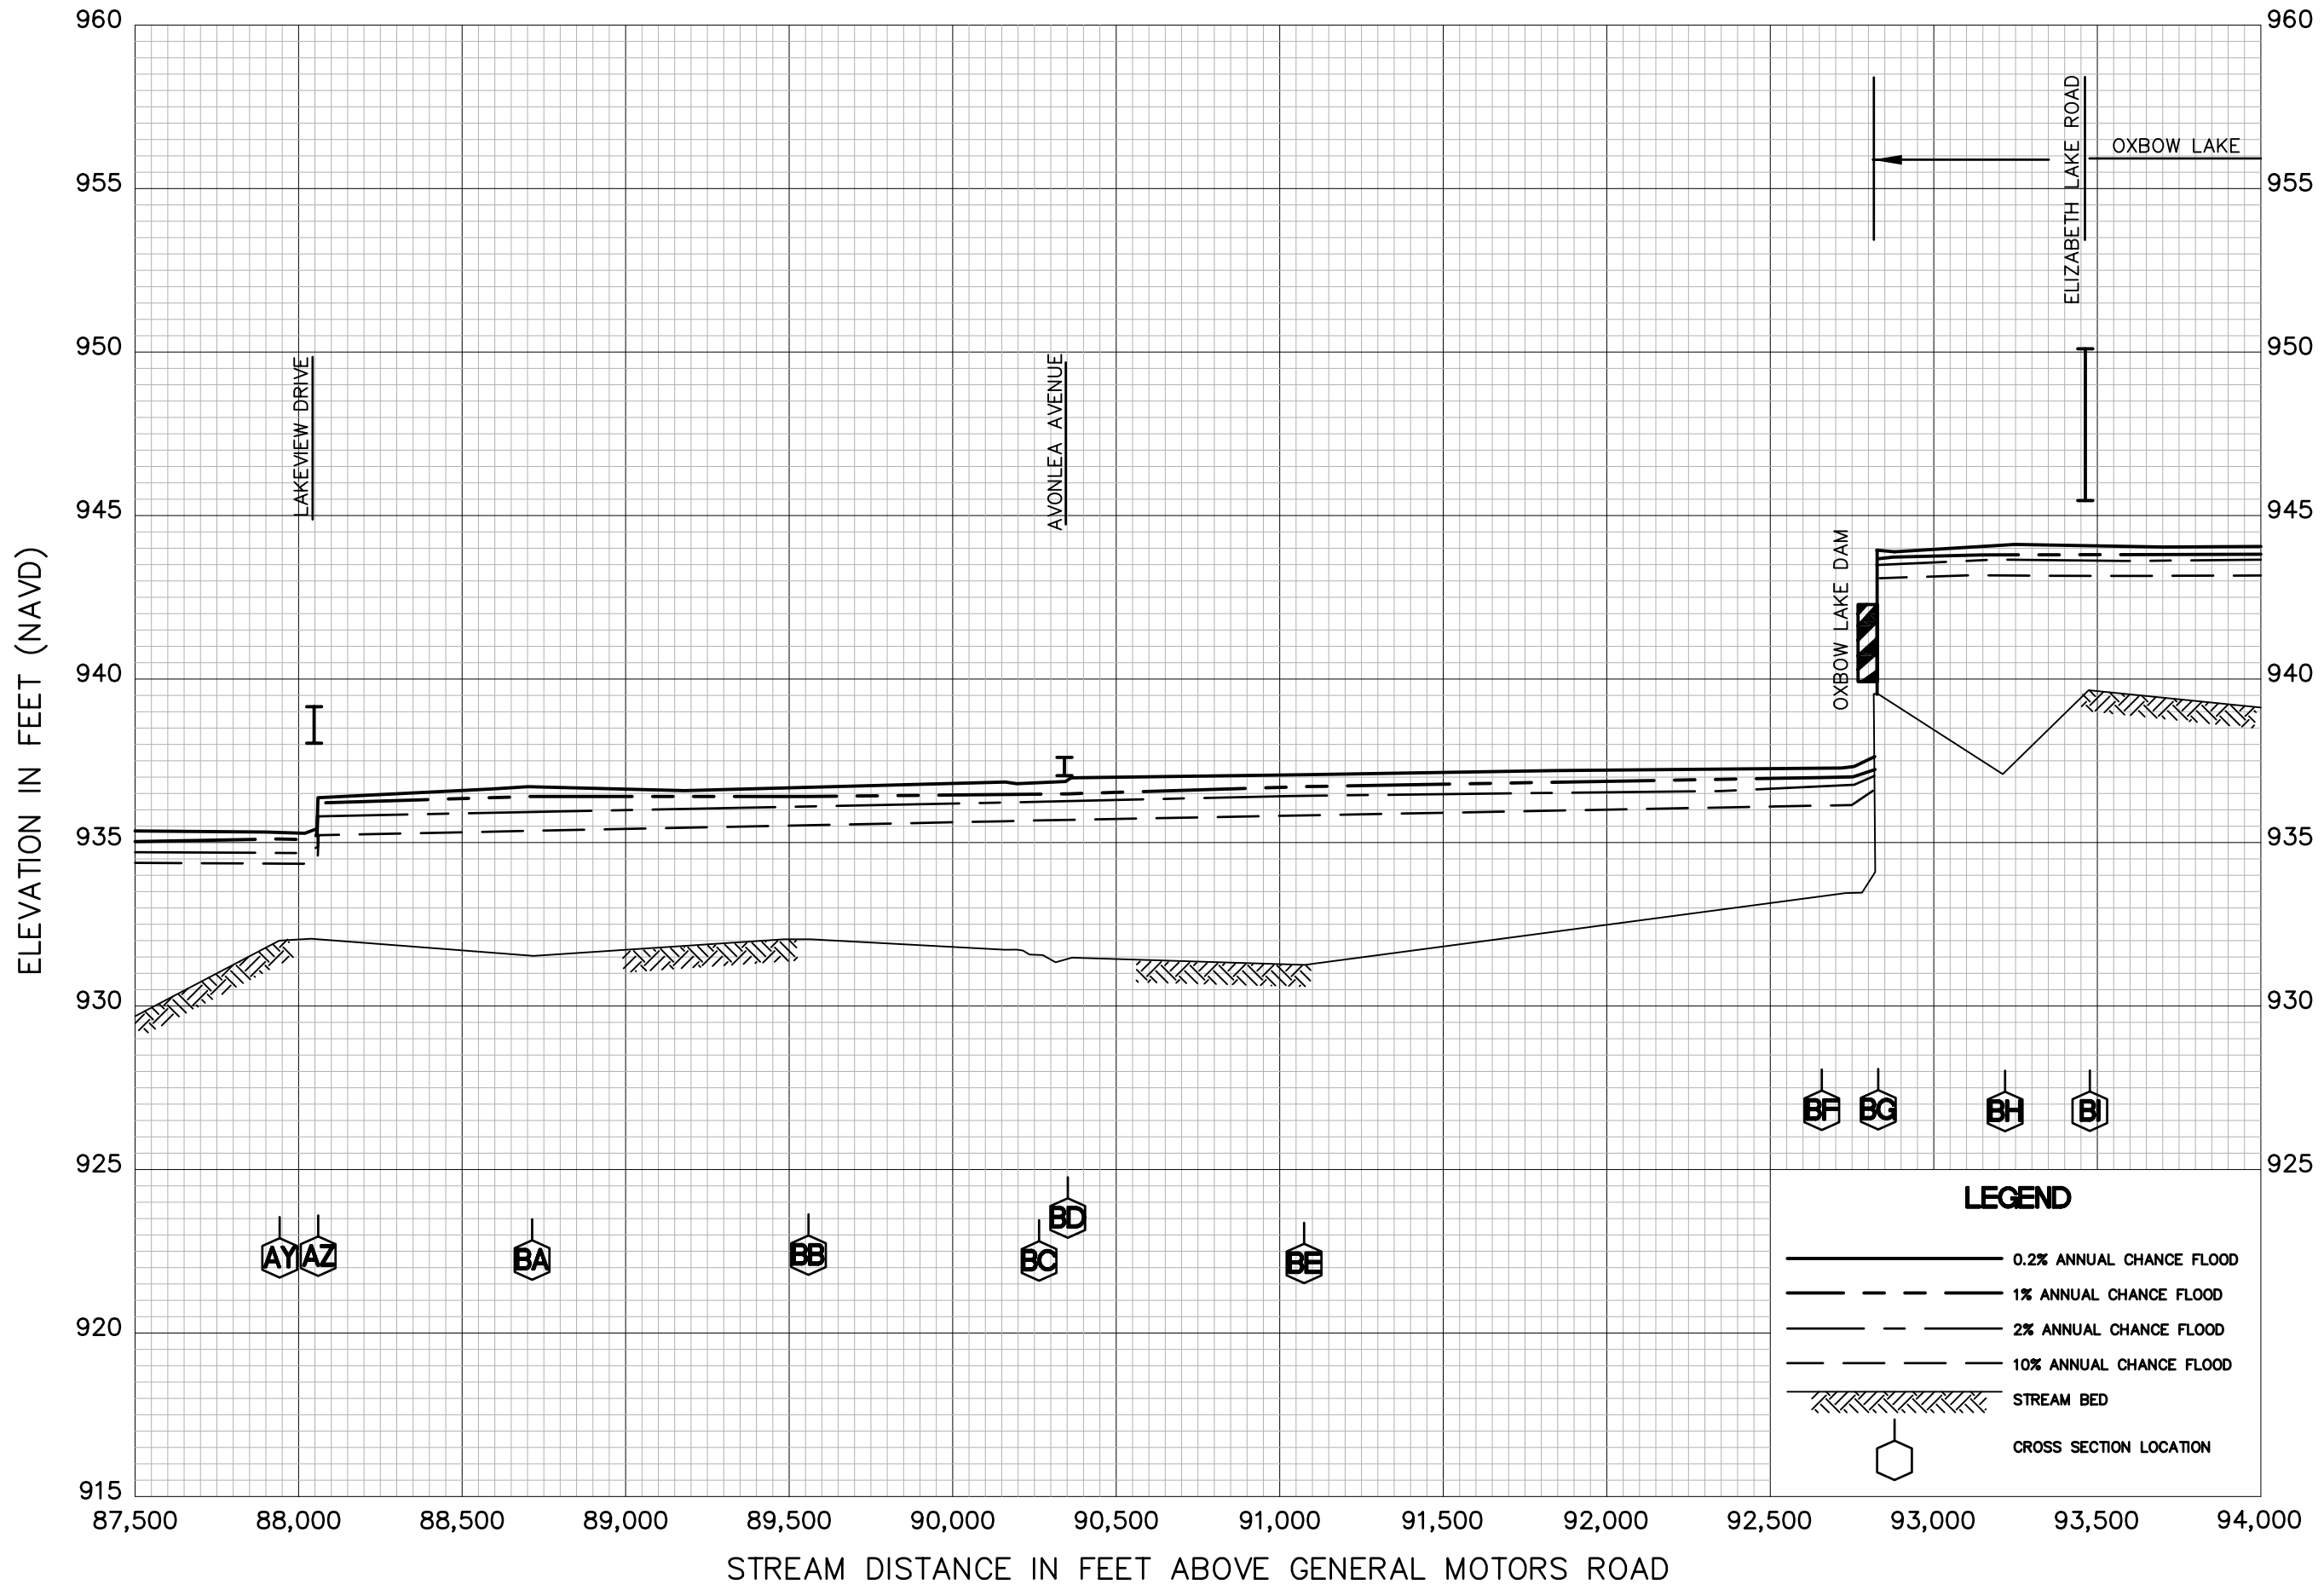 960
960
955
955
950
950
945
945
940
940
935
935
930
930
925
925
920
915
ELEVATION IN FEET (NAVD)
LAKEVIEW DRIVE
AVONLEA AVENUE
OXBOW LAKE DAM
ELIZABETH LAKE ROAD
OXBOW LAKE
AY
AZ
BA
BB
BC
BD
BE
BF
BG
BH
BI
LEGEND
0.2% ANNUAL CHANCE FLOOD
1% ANNUAL CHANCE FLOOD
2% ANNUAL CHANCE FLOOD
10% ANNUAL CHANCE FLOOD
STREAM BED
CROSS SECTION LOCATION
87,500 88,000 88,500 89,000 89,500 90,000 90,500 91,000 91,500 92,000 92,500 93,000 93,500 94,000
STREAM DISTANCE IN FEET ABOVE GENERAL MOTORS ROAD